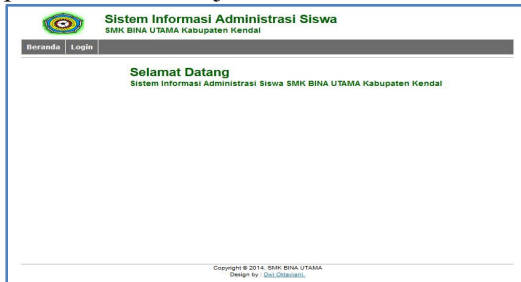 Sistem Informasi Administrasi Siswa
SMK BINA UTAMA Kabupaten Kendal
Beranda Login
Selamat Datang
Sistem Informasi Administrasi Siswa SMK BINA UTAMA Kabupaten Kendal
Copyright © 2014. SMK BINA UTAMA
Design by : Dwi Oktaviani.